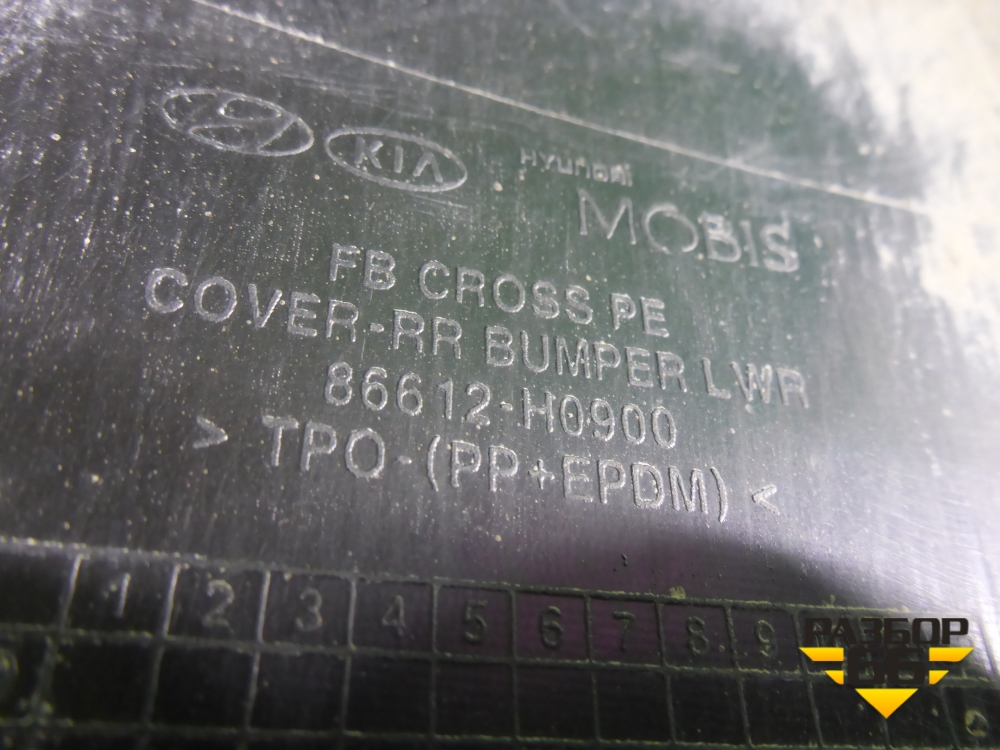 KIA
HYUNDAI
MOBIS
FB CROSS PE
COVER-RR BUMPER LWR
86612-H0900
> TPO-(PP+EPDM) <
1 2 3 4 5 6 7 8 9
РАЗБОР
68